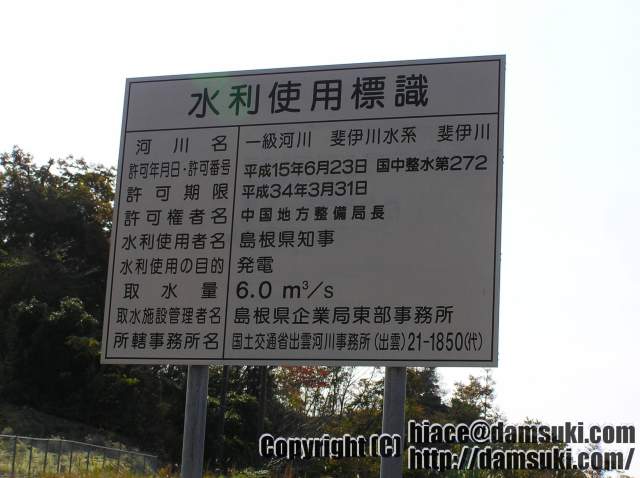 水利使用標識
河川名 一級河川 斐伊川水系 斐伊川
許可年月日・許可番号 平成15年6月23日 国中整水第272
許可期限 平成34年3月31日
許可権者名 中国地方整備局長
水利使用者名 島根県知事
水利使用の目的 発電
取水量 6.0 m³/s
取水施設管理者名 島根県企業局東部事務所
所轄事務所名 国土交通省出雲河川事務所(出雲)21-1850(代)
Copyright (C) hiace@damsuki.com
http://damsuki.com/